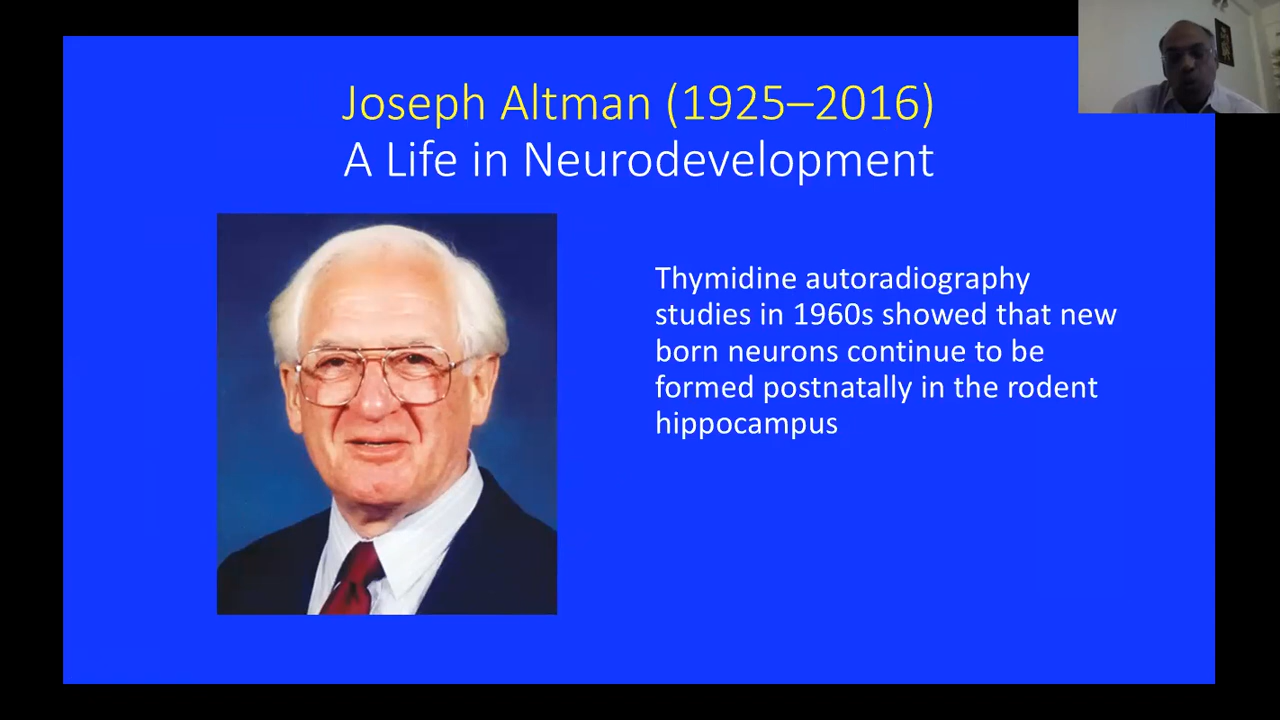 Joseph Altman (1925–2016)
A Life in Neurodevelopment
Thymidine autoradiography
studies in 1960s showed that new
born neurons continue to be
formed postnatally in the rodent
hippocampus